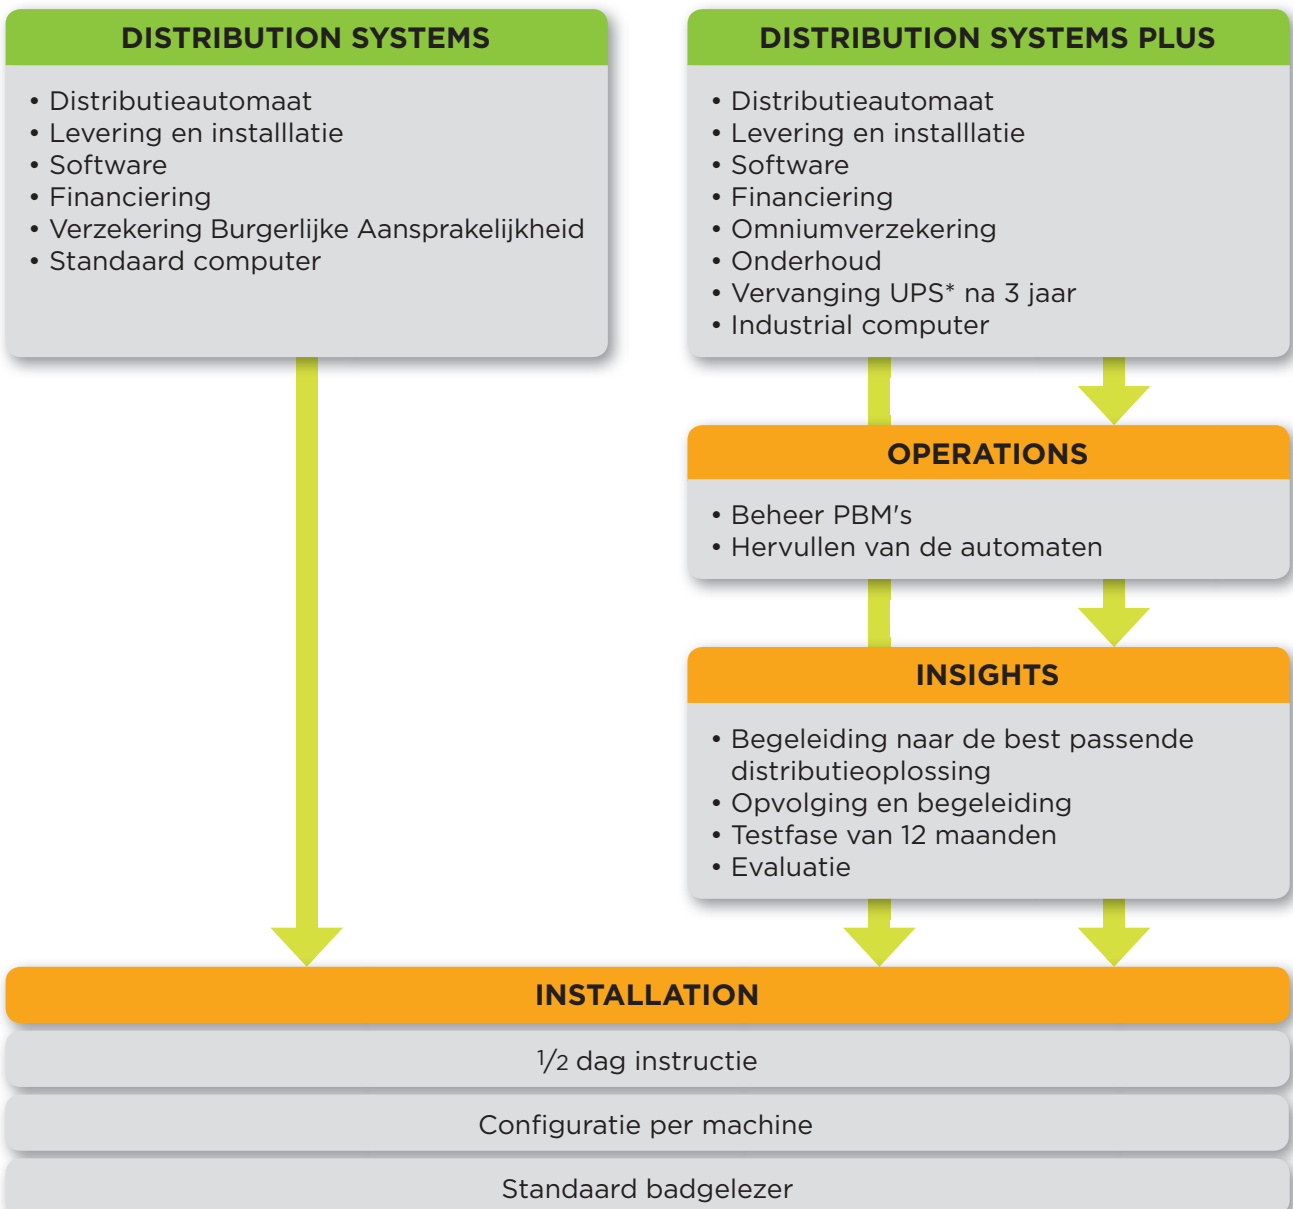 DISTRIBUTION SYSTEMS
• Distributieautomaat
• Levering en installlatie
• Software
• Financiering
• Verzekering Burgerlijke Aansprakelijkheid
• Standaard computer
DISTRIBUTION SYSTEMS PLUS
• Distributieautomaat
• Levering en installlatie
• Software
• Financiering
• Omniumverzekering
• Onderhoud
• Vervanging UPS* na 3 jaar
• Industrial computer
OPERATIONS
• Beheer PBM's
• Hervullen van de automaten
INSIGHTS
• Begeleiding naar de best passende
distributieoplossing
• Opvolging en begeleiding
• Testfase van 12 maanden
• Evaluatie
INSTALLATION
1/2 dag instructie
Configuratie per machine
Standaard badgelezer